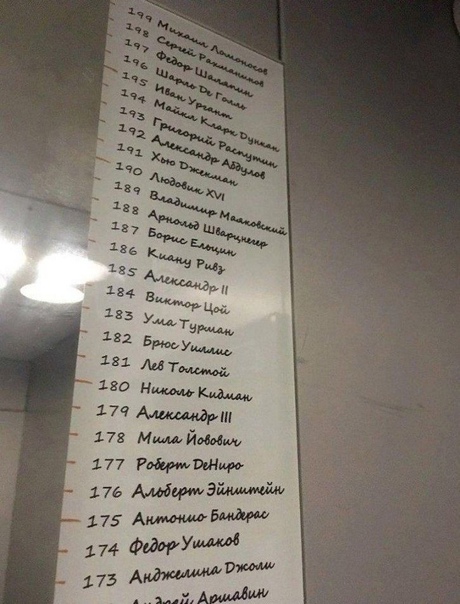 199 Михаил Ломоносов
198 Сергей Рахманинов
197 Федор Шаляпин
196 Шарль Де Голль
195 Иван Ургант
194 Майкл Кларк Дункан
193 Григорий Распутин
192 Александр Абдулов
191 Хью Джекман
190 Людовик XVI
189 Владимир Маяковский
188 Арнольд Шварцнегер
187 Борис Ельцин
186 Киану Ривз
185 Александр II
184 Виктор Цой
183 Ума Турман
182 Брюс Уиллис
181 Лев Толстой
180 Николь Кидман
179 Александр III
178 Мила Йовович
177 Роберт DeНиро
176 Альберт Эйнштейн
175 Антонио Бандерас
174 Федор Ушаков
173 Анджелина Джоли
Андрей Аршавин